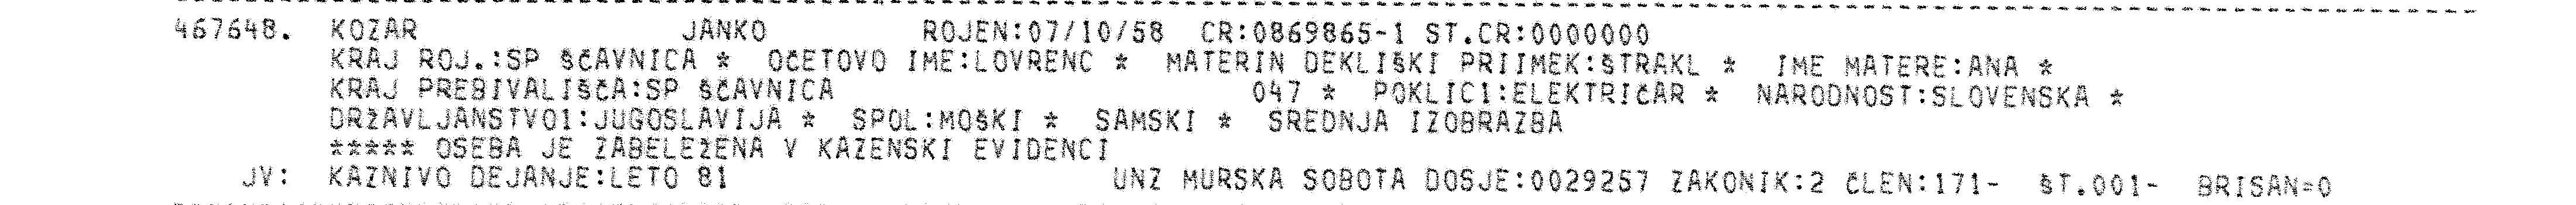 467648. KOZAR JANKO ROJEN:07/10/58 CR:0869865-1 ST.CR:0000000
KRAJ ROJ.:SP ŠČAVNICA * OČETOVO IME:LOVRENC * MATERIN DEKLIŠKI PRIIMEK:ŠTRAKL * IME MATERE:ANA *
KRAJ PREBIVALIŠČA:SP ŠČAVNICA 047 * POKLIC1:ELEKTRIČAR * NARODNOST:SLOVENSKA *
DRŽAVLJANSTVO1:JUGOSLAVIJA * SPOL:MOŠKI * SAMSKI * SREDNJA IZOBRAZBA
***** OSEBA JE ZABELEŽENA V KAZENSKI EVIDENCI
JV: KAZNIVO DEJANJE:LETO 81 UNZ MURSKA SOBOTA DOSJE:0029257 ZAKONIK:2 ČLEN:171- ŠT.001- BRISAN=0